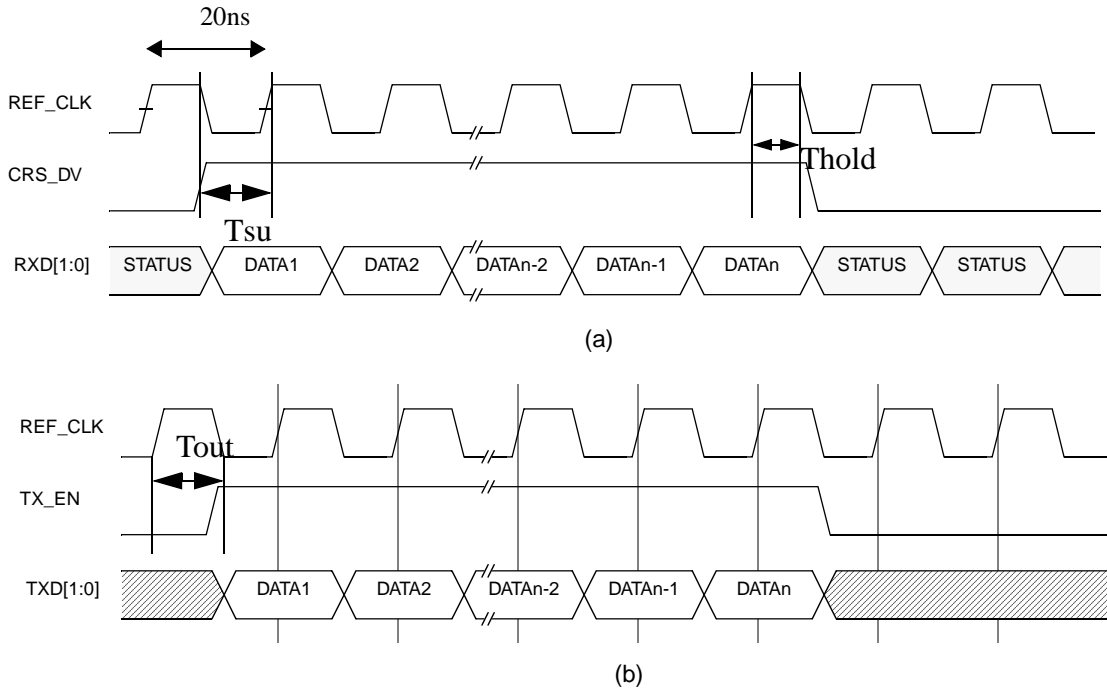 20ns
REF_CLK
Thold
CRS_DV
Tsu
RXD[1:0] STATUS DATA1 DATA2 DATAn-2 DATAn-1 DATAn STATUS STATUS
(a)
REF_CLK
Tout
TX_EN
TXD[1:0] DATA1 DATA2 DATAn-2 DATAn-1 DATAn
(b)